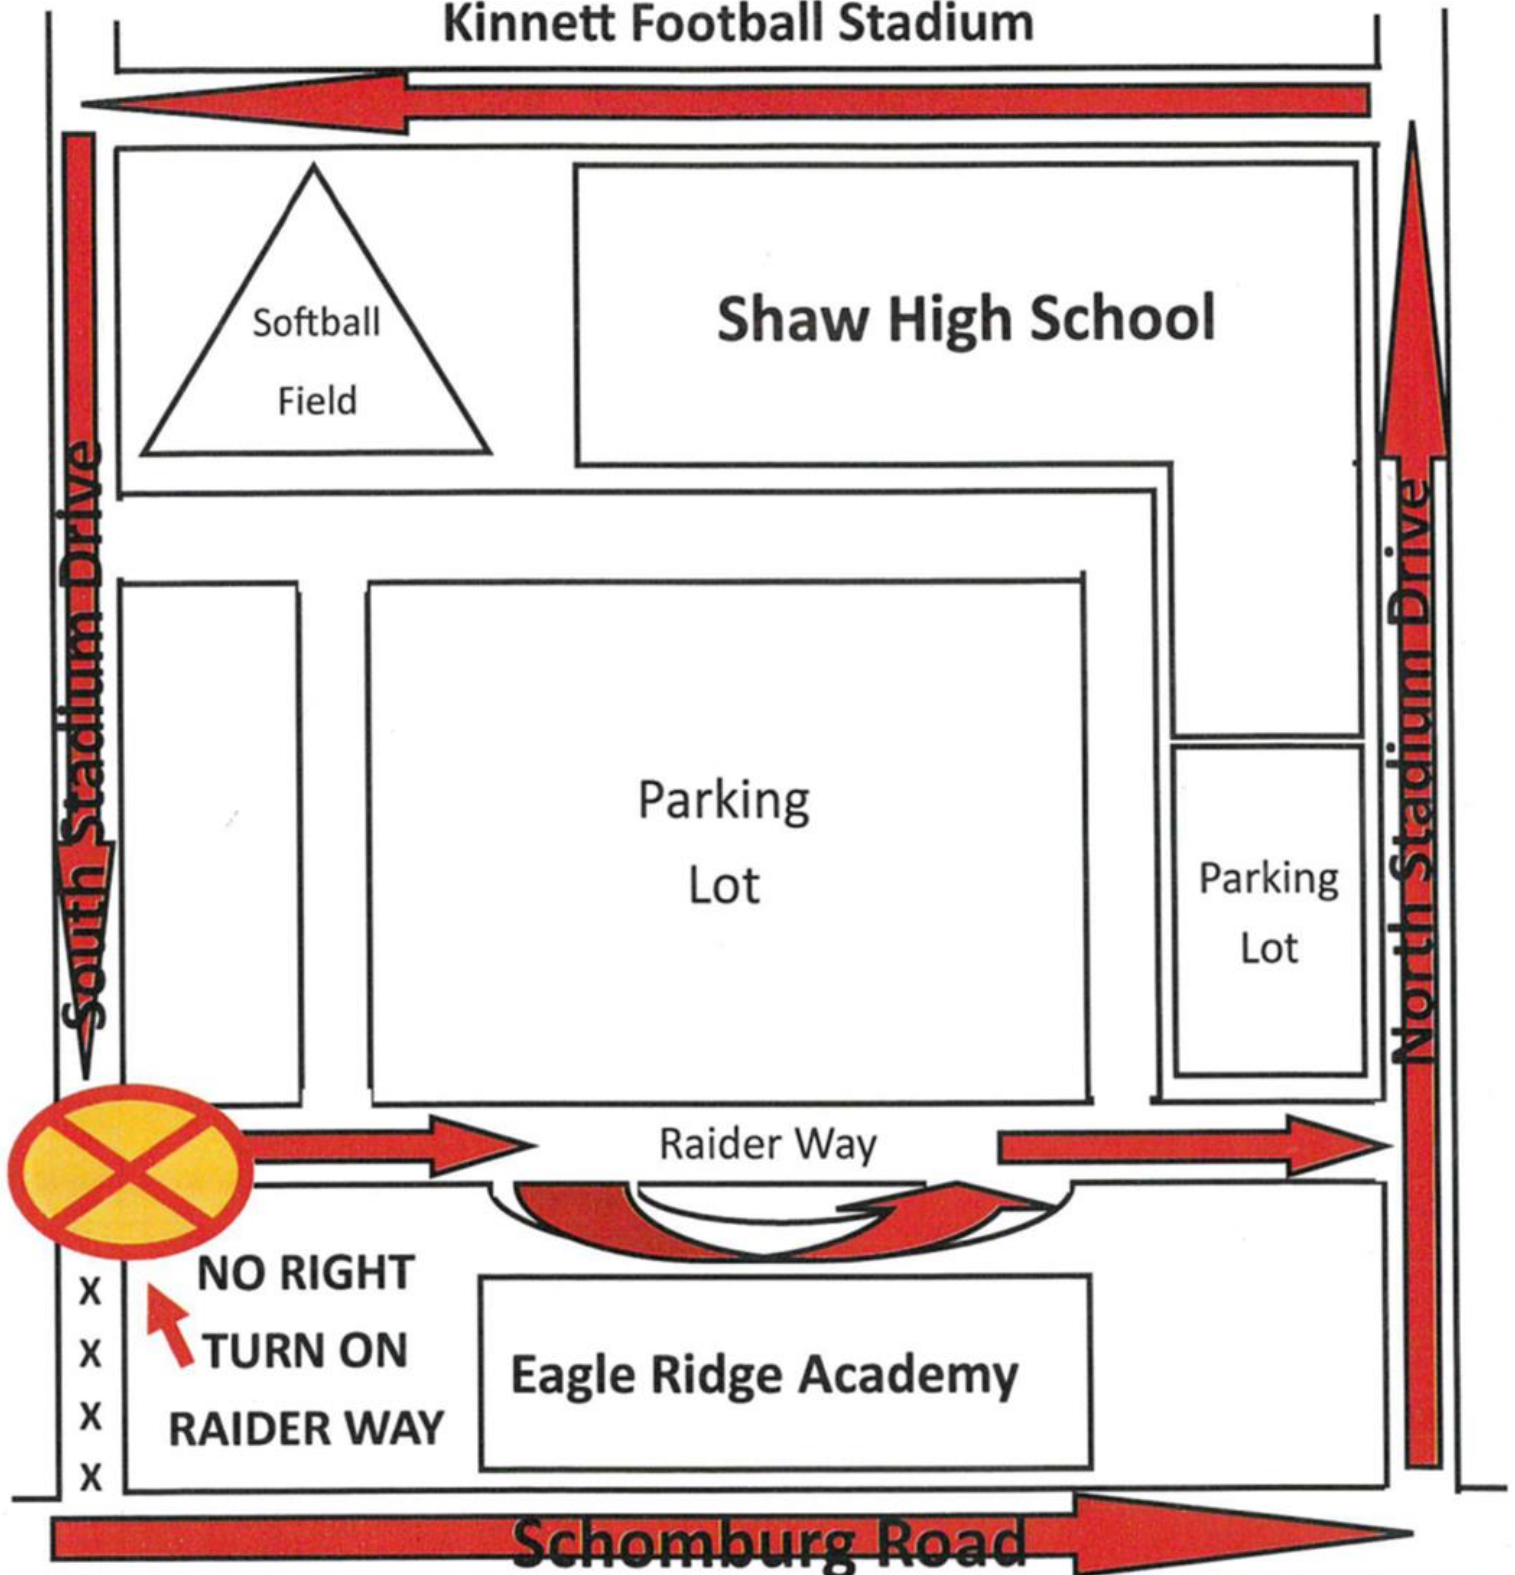 Kinnett Football Stadium
Softball
Field
Shaw High School
South Stadium Drive
North Stadium Drive
Parking
Lot
Parking
Lot
Raider Way
NO RIGHT
TURN ON
RAIDER WAY
X
X
X
X
Eagle Ridge Academy
Schomburg Road